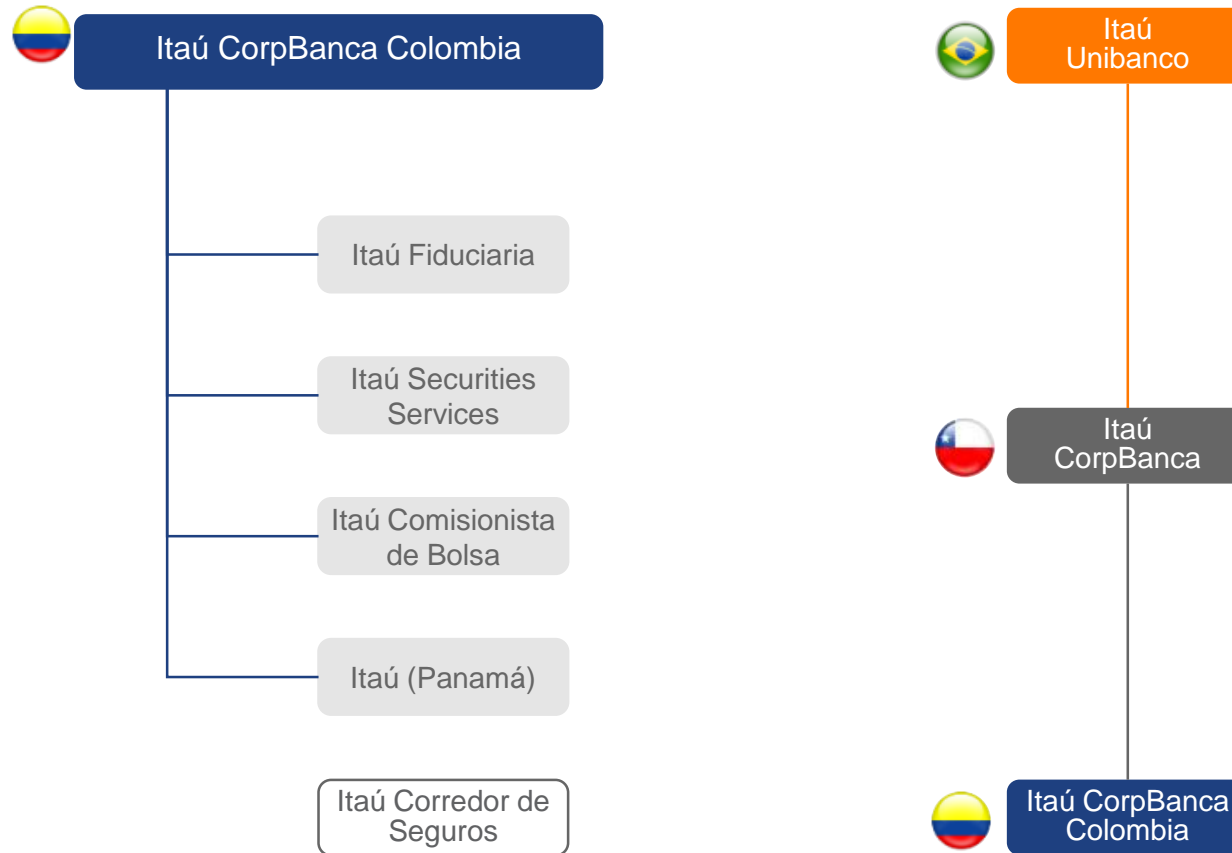 Itaú CorpBanca Colombia
Itaú Fiduciaria
Itaú Securities
Services
Itaú Comisionista
de Bolsa
Itaú (Panamá)
Itaú Corredor de
Seguros
Itaú
Unibanco
Itaú
CorpBanca
Itaú CorpBanca
Colombia